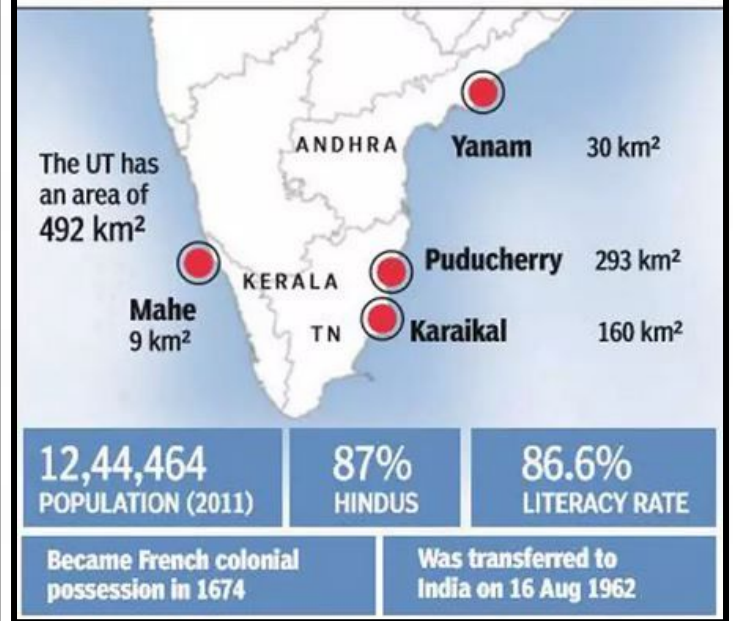 ANDHRA
Yanam 30 km²
The UT has
an area of
492 km²
Puducherry 293 km²
KERALA
Mahe
9 km²
TN
Karaikal 160 km²
12,44,464
POPULATION (2011)
87%
HINDUS
86.6%
LITERACY RATE
Became French colonial
possession in 1674
Was transferred to
India on 16 Aug 1962